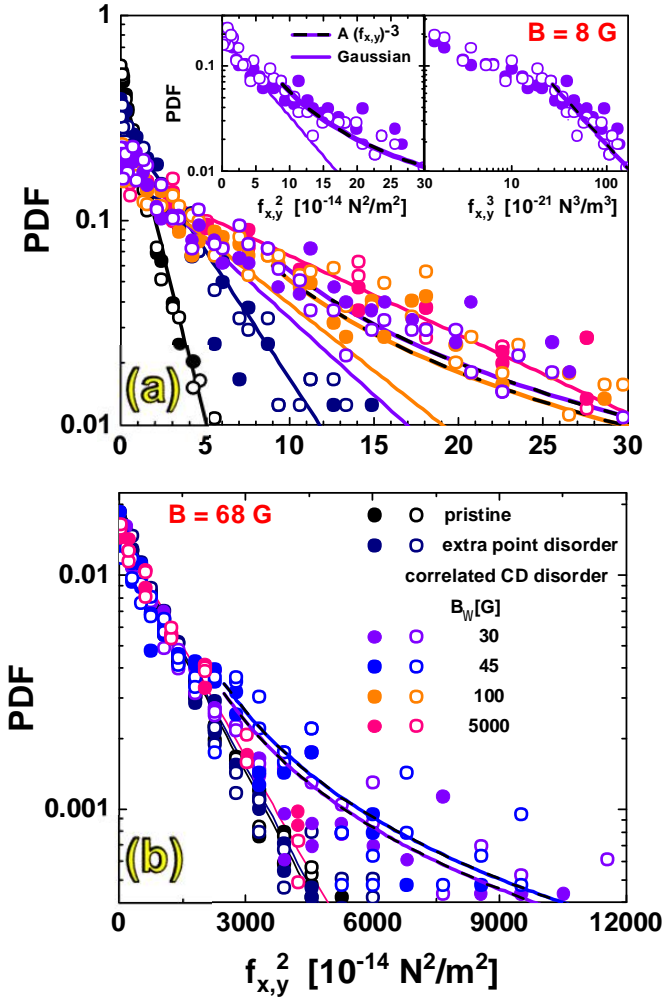 B = 8 G
A (f_{x,y})^-3
Gaussian
PDF
0.1
0.01
0 5 10 15 20 25 30
f_{x,y}^2 [10^-14 N^2/m^2]
10 100
f_{x,y}^3 [10^-21 N^3/m^3]
PDF
1
0.1
0.01
(a)
0 5 10 15 20 25 30
B = 68 G
pristine
extra point disorder
correlated CD disorder
B_W[G]
30
45
100
5000
PDF
0.01
0.001
(b)
0 3000 6000 9000 12000
f_{x,y}^2 [10^-14 N^2/m^2]